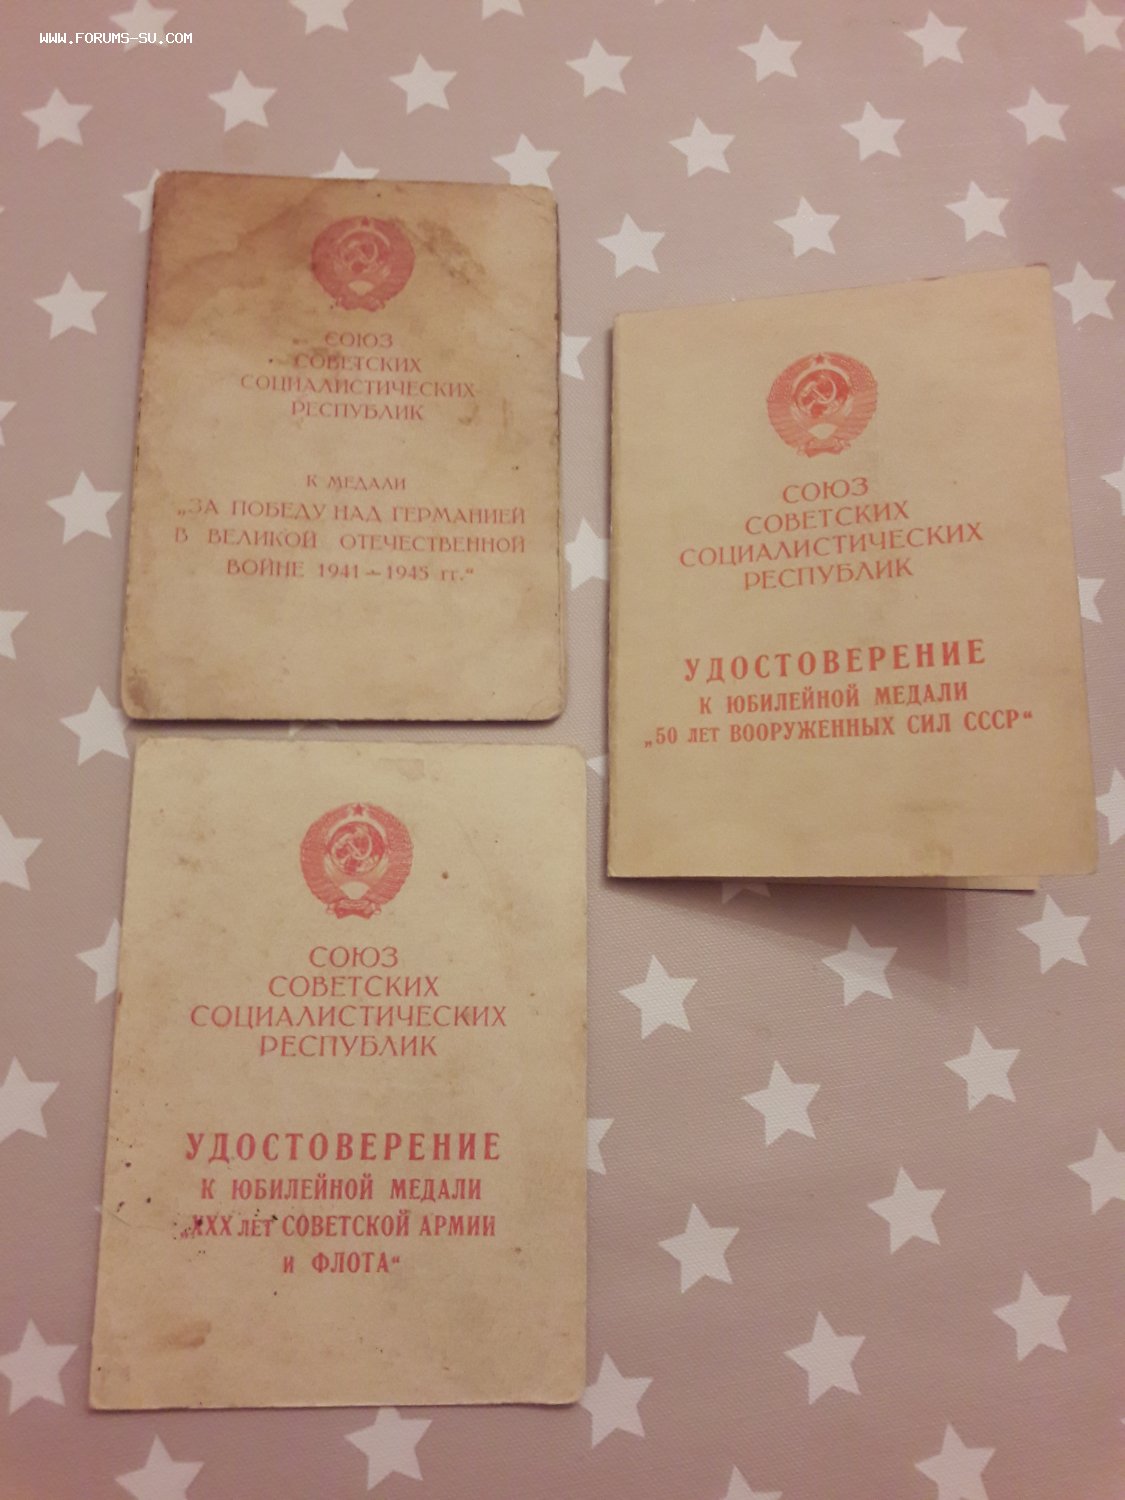 WWW.FORUMS-SU.COM
СОЮЗ
СОВЕТСКИХ
СОЦИАЛИСТИЧЕСКИХ
РЕСПУБЛИК
К МЕДАЛИ
„ЗА ПОБЕДУ НАД ГЕРМАНИЕЙ
В ВЕЛИКОЙ ОТЕЧЕСТВЕННОЙ
ВОЙНЕ 1941—1945 гг.“
СОЮЗ
СОВЕТСКИХ
СОЦИАЛИСТИЧЕСКИХ
РЕСПУБЛИК
УДОСТОВЕРЕНИЕ
К ЮБИЛЕЙНОЙ МЕДАЛИ
„50 ЛЕТ ВООРУЖЕННЫХ СИЛ СССР“
СОЮЗ
СОВЕТСКИХ
СОЦИАЛИСТИЧЕСКИХ
РЕСПУБЛИК
УДОСТОВЕРЕНИЕ
К ЮБИЛЕЙНОЙ МЕДАЛИ
„XXX ЛЕТ СОВЕТСКОЙ АРМИИ
и ФЛОТА“